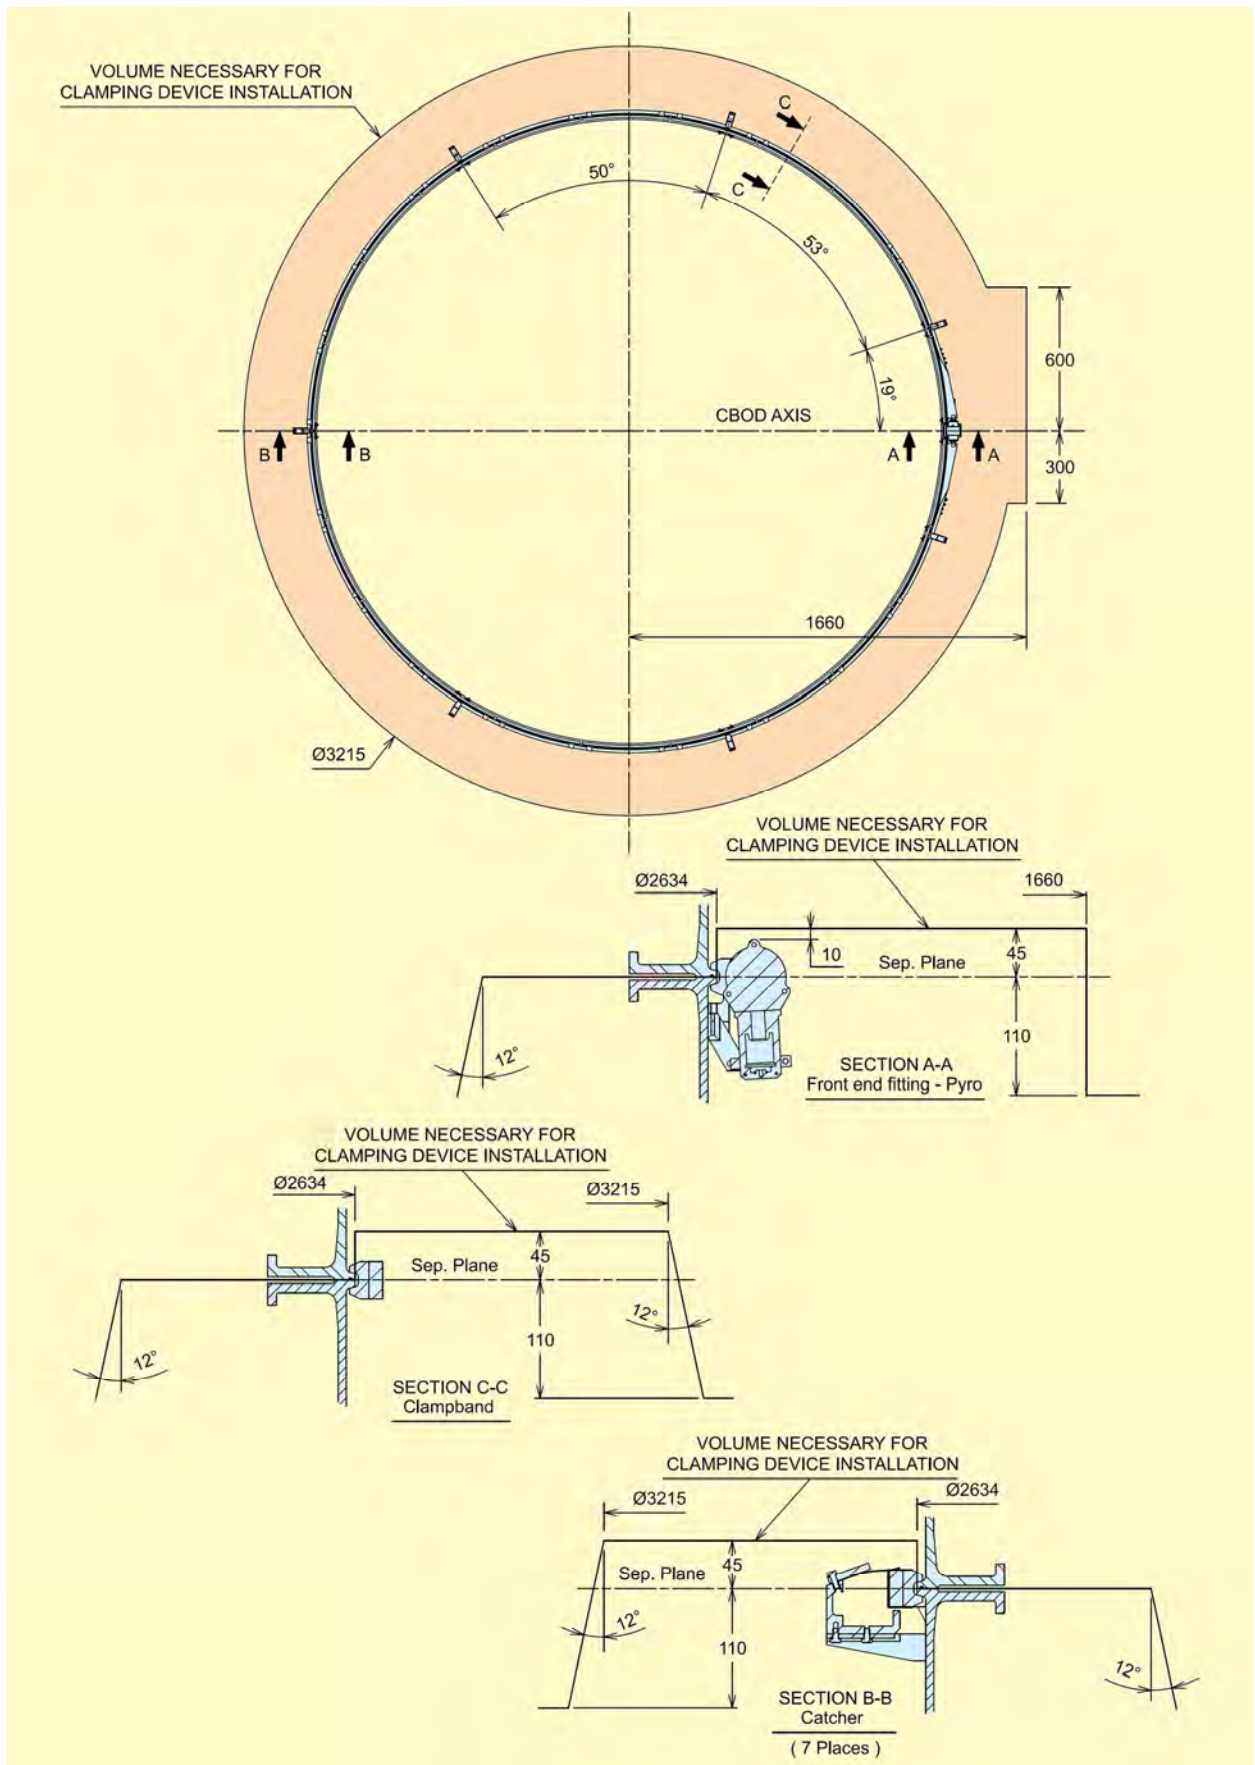 VOLUME NECESSARY FOR
CLAMPING DEVICE INSTALLATION
C
C
50°
53°
19°
CBOD AXIS
B
B
A
A
600
300
1660
Ø3215
VOLUME NECESSARY FOR
CLAMPING DEVICE INSTALLATION
Ø2634
1660
10
Sep. Plane
45
110
12°
SECTION A-A
Front end fitting - Pyro
VOLUME NECESSARY FOR
CLAMPING DEVICE INSTALLATION
Ø2634
Ø3215
Sep. Plane
45
12°
110
12°
SECTION C-C
Clampband
VOLUME NECESSARY FOR
CLAMPING DEVICE INSTALLATION
Ø3215
Ø2634
Sep. Plane
45
12°
110
12°
SECTION B-B
Catcher
( 7 Places )